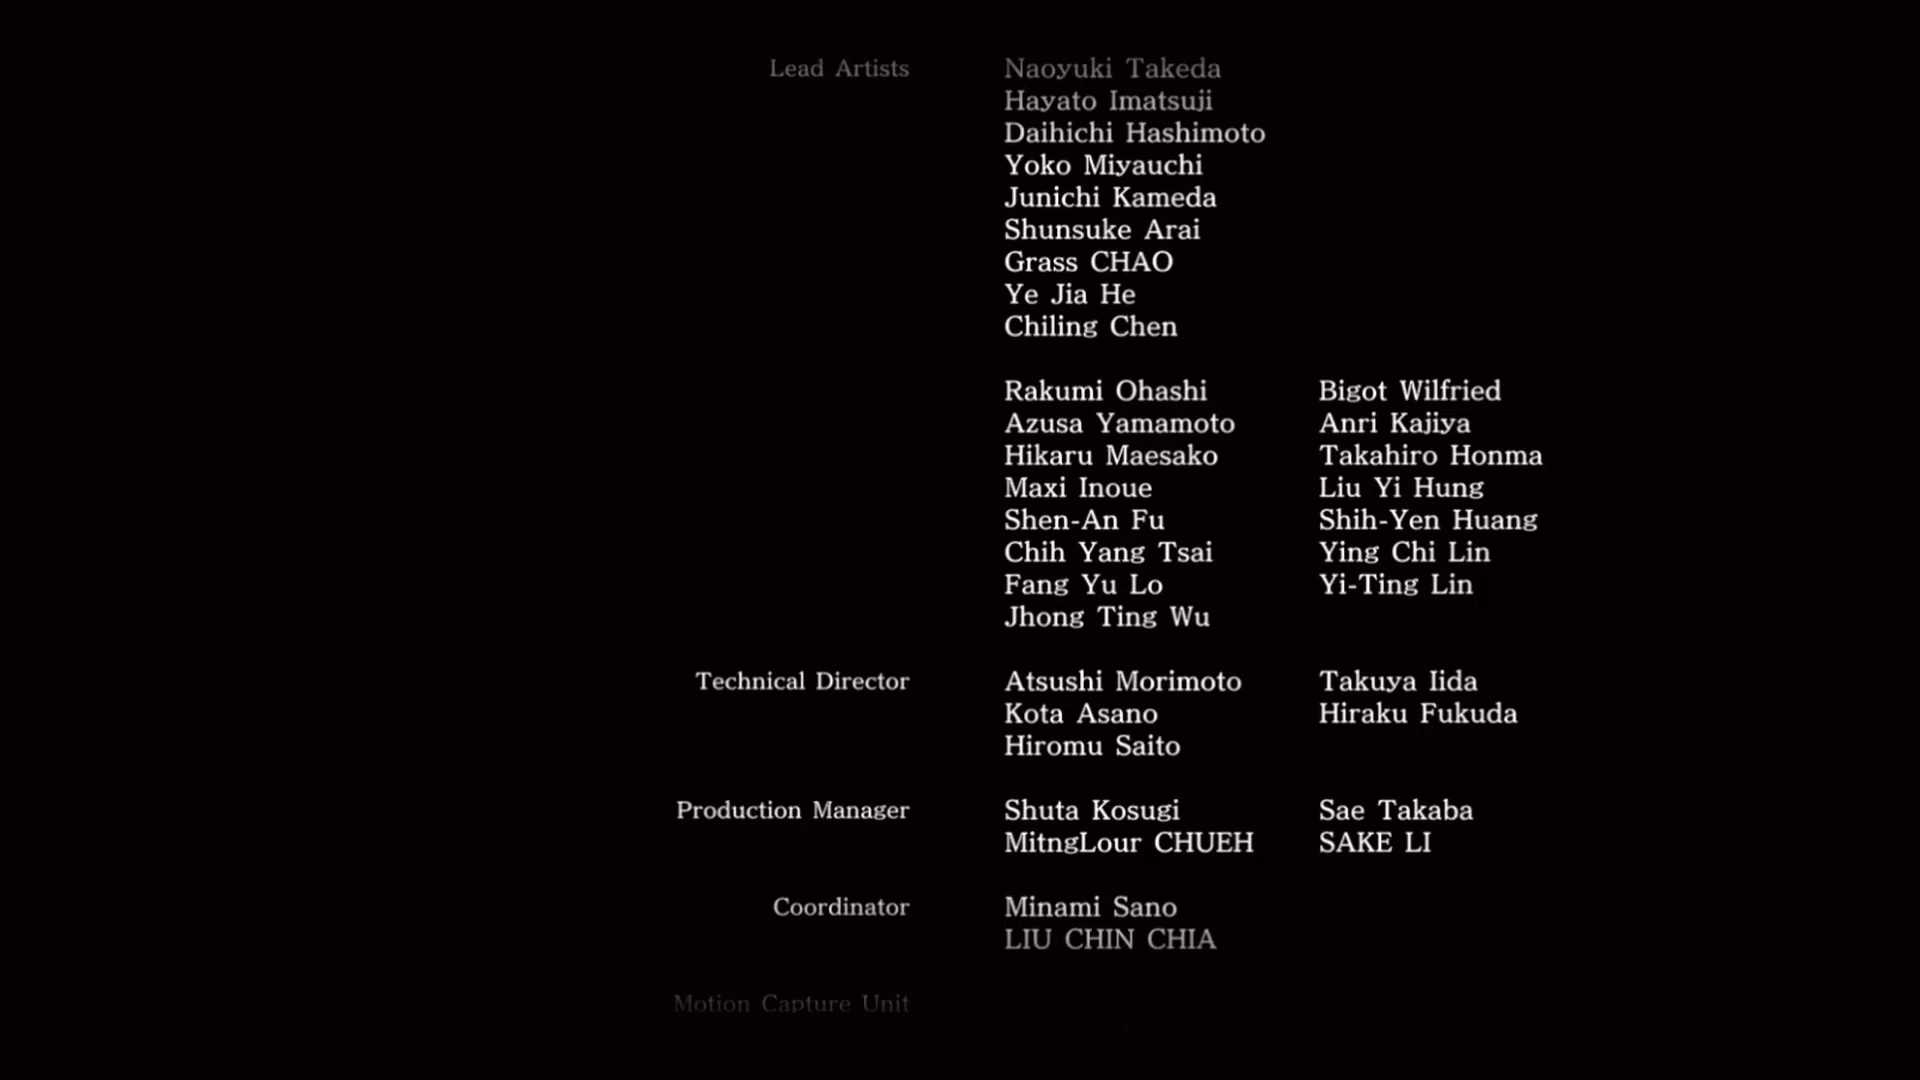 Lead Artists Naoyuki Takeda
Hayato Imatsuji
Daihichi Hashimoto
Yoko Miyauchi
Junichi Kameda
Shunsuke Arai
Grass CHAO
Ye Jia He
Chiling Chen
Rakumi Ohashi Bigot Wilfried
Azusa Yamamoto Anri Kajiya
Hikaru Maesako Takahiro Honma
Maxi Inoue Liu Yi Hung
Shen-An Fu Shih-Yen Huang
Chih Yang Tsai Ying Chi Lin
Fang Yu Lo Yi-Ting Lin
Jhong Ting Wu
Technical Director Atsushi Morimoto Takuya Iida
Kota Asano Hiraku Fukuda
Hiromu Saito
Production Manager Shuta Kosugi Sae Takaba
MitngLour CHUEH SAKE LI
Coordinator Minami Sano
LIU CHIN CHIA
Motion Capture Unit